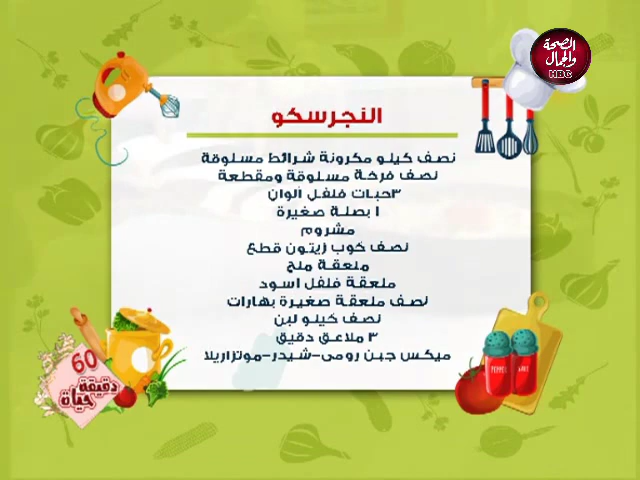 الصحة
والجمال
HBC
النجرسكو
نصف كيلو مكرونة شرائط مسلوقة
نصف فرخة مسلوقة ومقطعة
٣حبات فلفل ألوان
١ بصلة صغيرة
مشروم
نصف كوب زيتون قطع
ملعقة ملح
ملعقة فلفل اسود
نصف ملعقة صغيرة بهارات
نصف كيلو لبن
٣ ملاعق دقيق
ميكس جبن رومى-شيدر-موتزاريلا
60
دقيقة
حياة
PEPPER